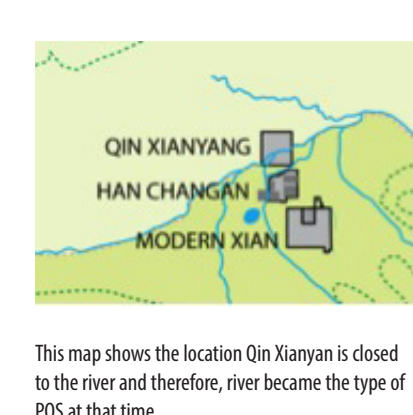 QIN XIANYANG
HAN CHANGAN
MODERN XIAN
This map shows the location Qin Xianyan is closed
to the river and therefore, river became the type of
POS at that time